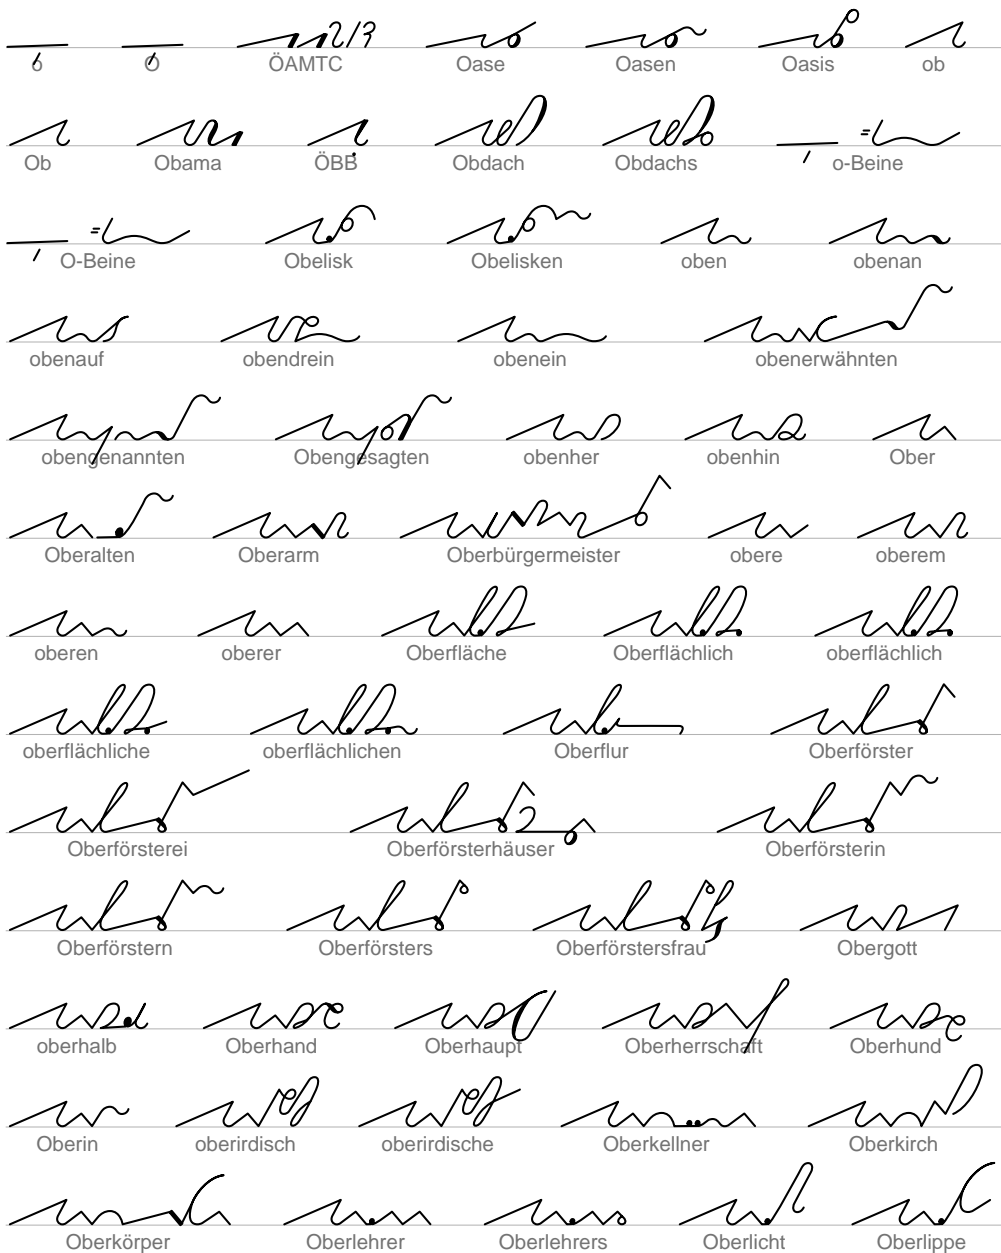 ö Ö ÖAMTC Oase Oasen Oasis ob
Ob Obama ÖBB Obdach Obdachs o-Beine
O-Beine Obelisk Obelisken oben obenan
obenauf obendrein obenein obenerwähnten
obengenannten Obengesagten obenher obenhin Ober
Oberalten Oberarm Oberbürgermeister obere oberem
oberen oberer Oberfläche Oberflächlich oberflächlich
oberflächliche oberflächlichen Oberflur Oberförster
Oberförsterei Oberförsterhäuser Oberförsterin
Oberförstern Oberförsters Oberförstersfrau Obergott
oberhalb Oberhand Oberhaupt Oberherrschaft Oberhund
Oberin oberirdisch oberirdische Oberkellner Oberkirch
Oberkörper Oberlehrer Oberlehrers Oberlicht Oberlippe